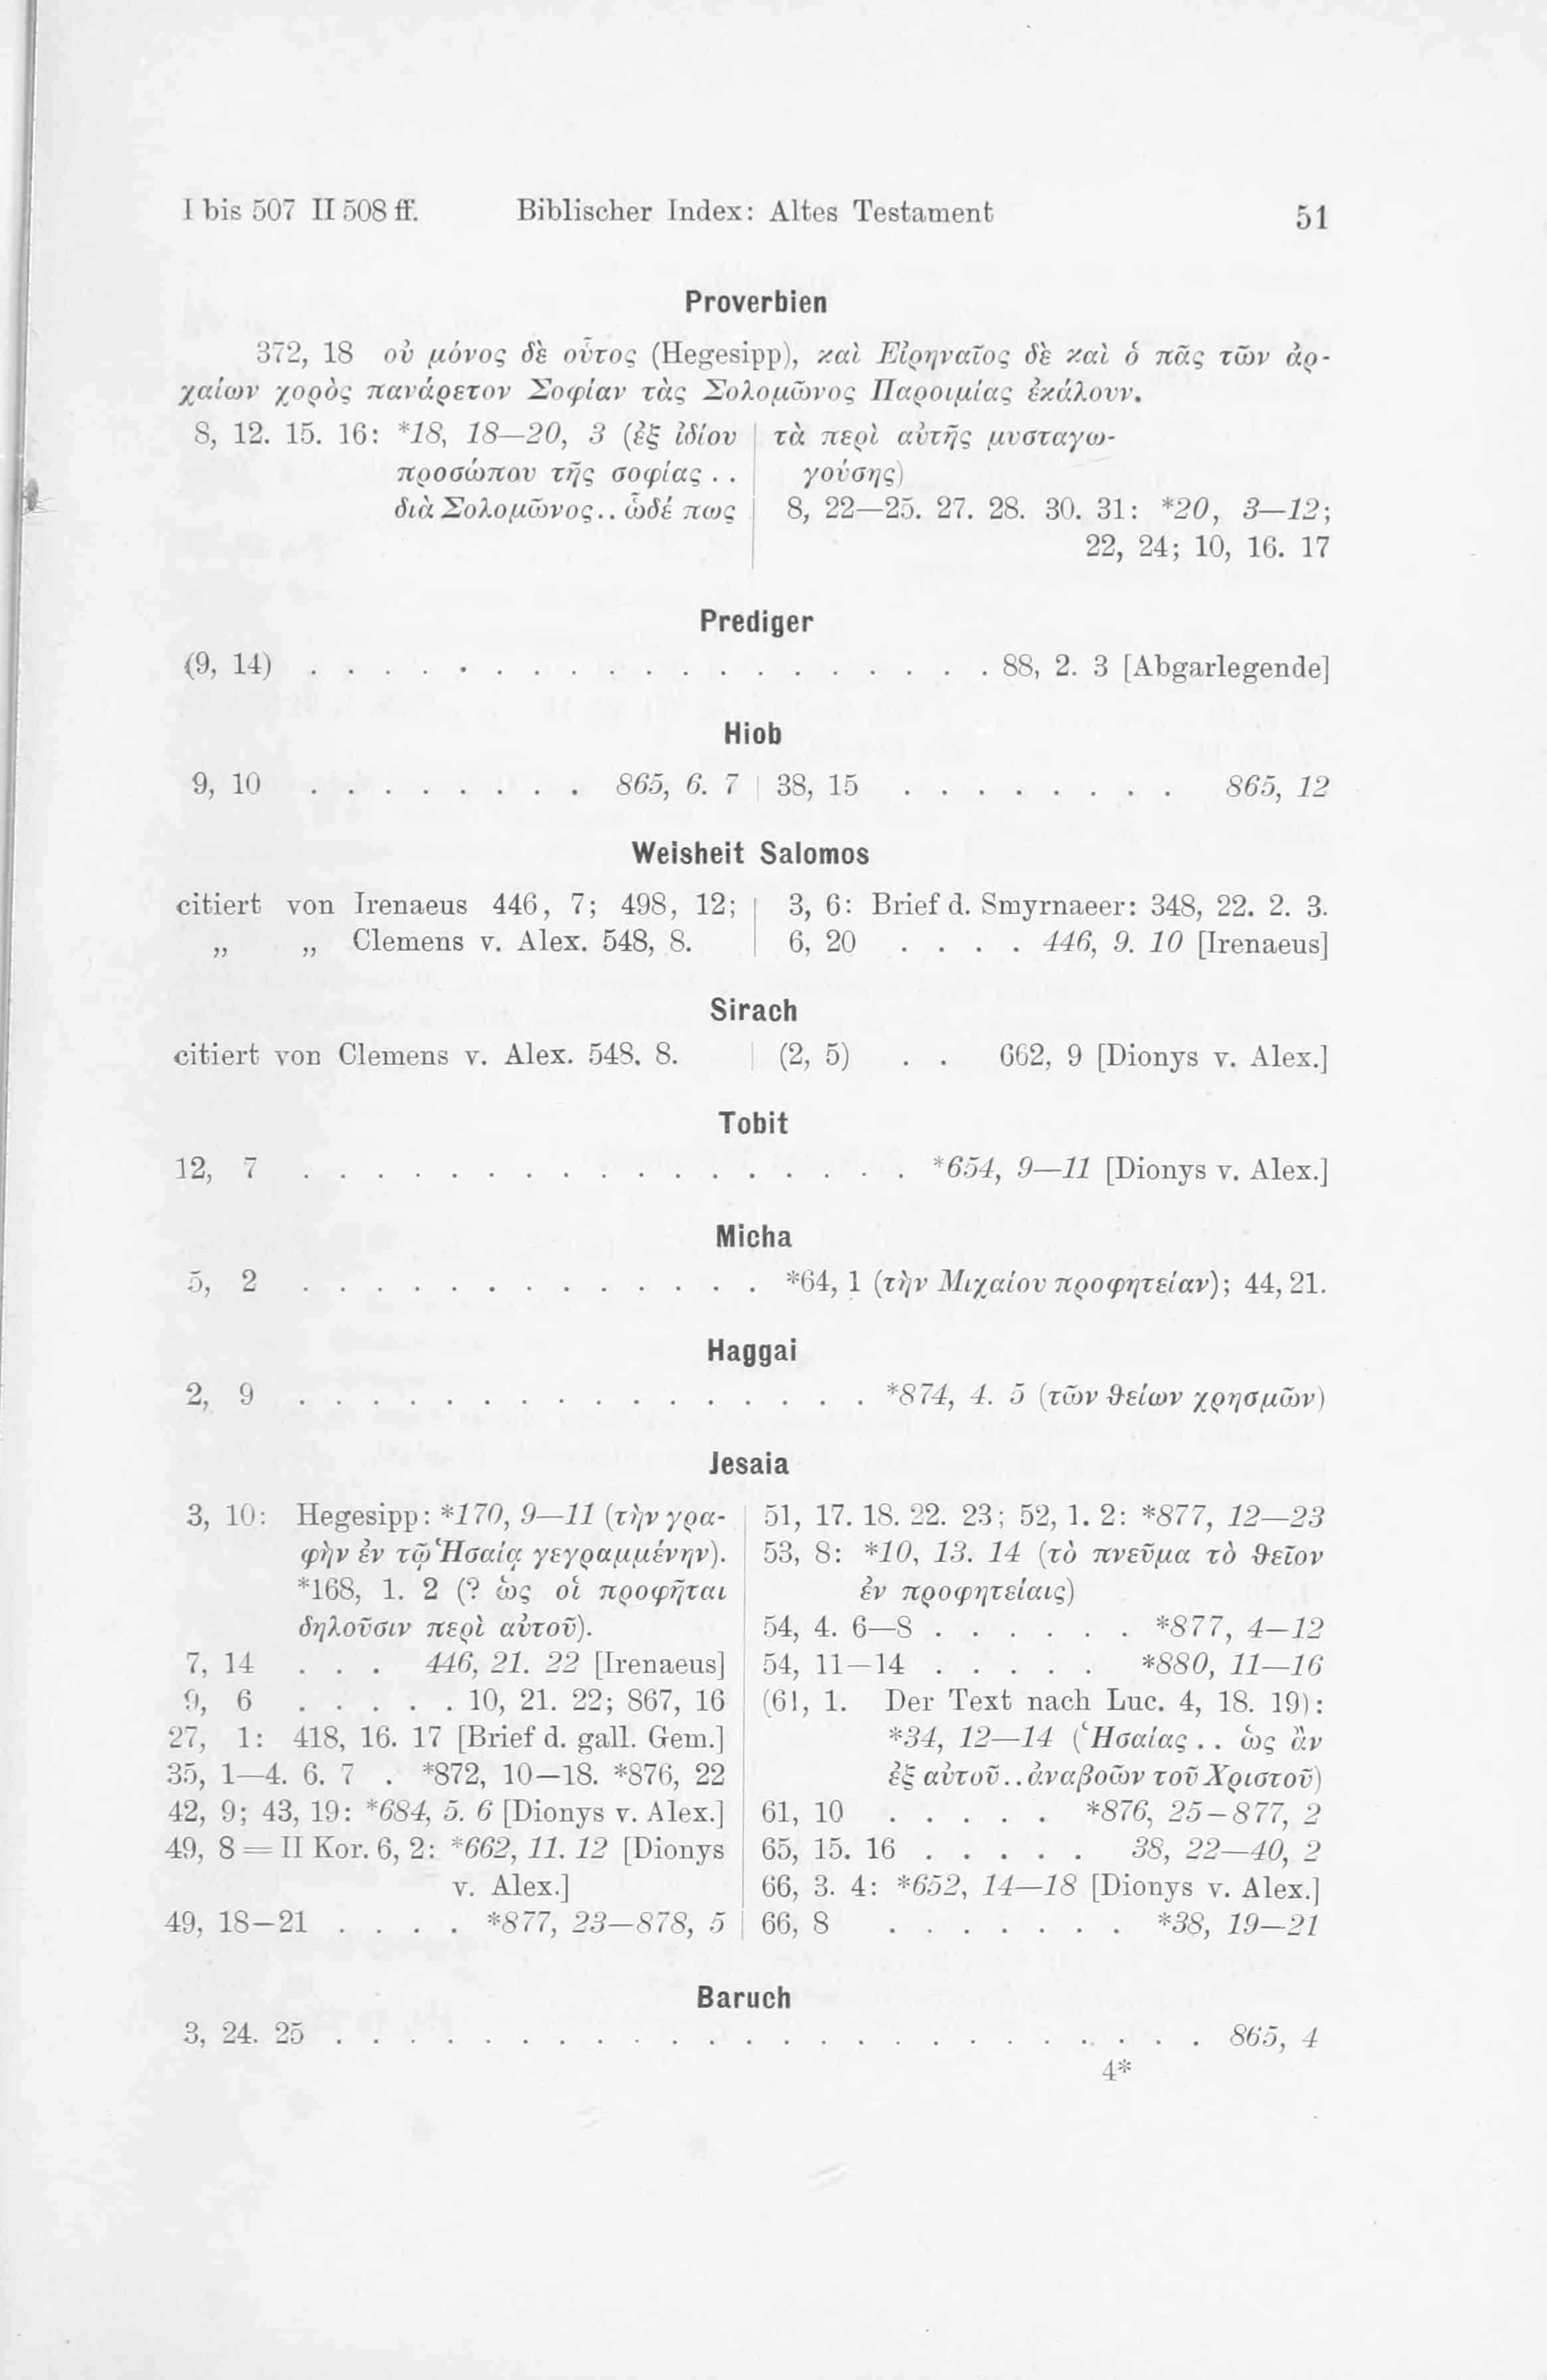 I bis 507 II 508 ff. Biblischer Index: Altes Testament 51
Proverbien
372, 18 οὐ μόνος δὲ οὗτος (Hegesipp), καὶ Εἰρηναῖος δὲ καὶ ὁ πᾶς τῶν ἀρ-
χαίων χορὸς πανάρετον Σοφίαν τὰς Σολομῶνος Παροιμίας ἐκάλουν.
8, 12. 15. 16: *18, 18—20, 3 (ἐξ ἰδίου
προσώπου τῆς σοφίας . .
διὰ Σολομῶνος . . ὧδέ πως
τὰ περὶ αὐτῆς μυσταγω-
γούσης)
8, 22—25. 27. 28. 30. 31: *20, 3—12;
22, 24; 10, 16. 17
Prediger
(9, 14) . . . . . . . . . . . . . . . . . . . 88, 2. 3 [Abgarlegende]
Hiob
9, 10 . . . . . . . . 865, 6. 7
38, 15 . . . . . . . . 865, 12
Weisheit Salomos
citiert von Irenaeus 446, 7; 498, 12;
„ „ Clemens v. Alex. 548, 8.
3, 6: Brief d. Smyrnaeer: 348, 22. 2. 3.
6, 20 . . . . 446, 9. 10 [Irenaeus]
Sirach
citiert von Clemens v. Alex. 548. 8.
(2, 5) . . 662, 9 [Dionys v. Alex.]
Tobit
12, 7 . . . . . . . . . . . . . . . . . *654, 9—11 [Dionys v. Alex.]
Micha
5, 2 . . . . . . . . . . . . . *64, 1 (τὴν Μιχαίου προφητείαν); 44, 21.
Haggai
2, 9 . . . . . . . . . . . . . . . . *874, 4. 5 (τῶν θείων χρησμῶν)
Jesaia
3, 10: Hegesipp: *170, 9—11 (τὴν γρα-
φὴν ἐν τῷ Ἡσαίᾳ γεγραμμένην).
*168, 1. 2 (? ὡς οἱ προφῆται
δηλοῦσιν περὶ αὐτοῦ).
7, 14 . . . 446, 21. 22 [Irenaeus]
9, 6 . . . . . 10, 21. 22; 867, 16
27, 1: 418, 16. 17 [Brief d. gall. Gem.]
35, 1—4. 6. 7 . *872, 10—18. *876, 22
42, 9; 43, 19: *684, 5. 6 [Dionys v. Alex.]
49, 8 = II Kor. 6, 2: *662, 11. 12 [Dionys
v. Alex.]
49, 18—21 . . . . *877, 23—878, 5
51, 17. 18. 22. 23; 52, 1. 2: *877, 12—23
53, 8: *10, 13. 14 (τὸ πνεῦμα τὸ θεῖον
ἐν προφητείαις)
54, 4. 6—8 . . . . . . *877, 4—12
54, 11—14 . . . . . *880, 11—16
(61, 1. Der Text nach Luc. 4, 18. 19):
*34, 12—14 (Ἡσαίας . . ὡς ἂν
ἐξ αὐτοῦ . . ἀναβοῶν τοῦ Χριστοῦ)
61, 10 . . . . . *876, 25—877, 2
65, 15. 16 . . . . . 38, 22—40, 2
66, 3. 4: *652, 14—18 [Dionys v. Alex.]
66, 8 . . . . . . . *38, 19—21
Baruch
3, 24. 25 . . . . . . . . . . . . . . . . . . . . . . . . 865, 4
4*